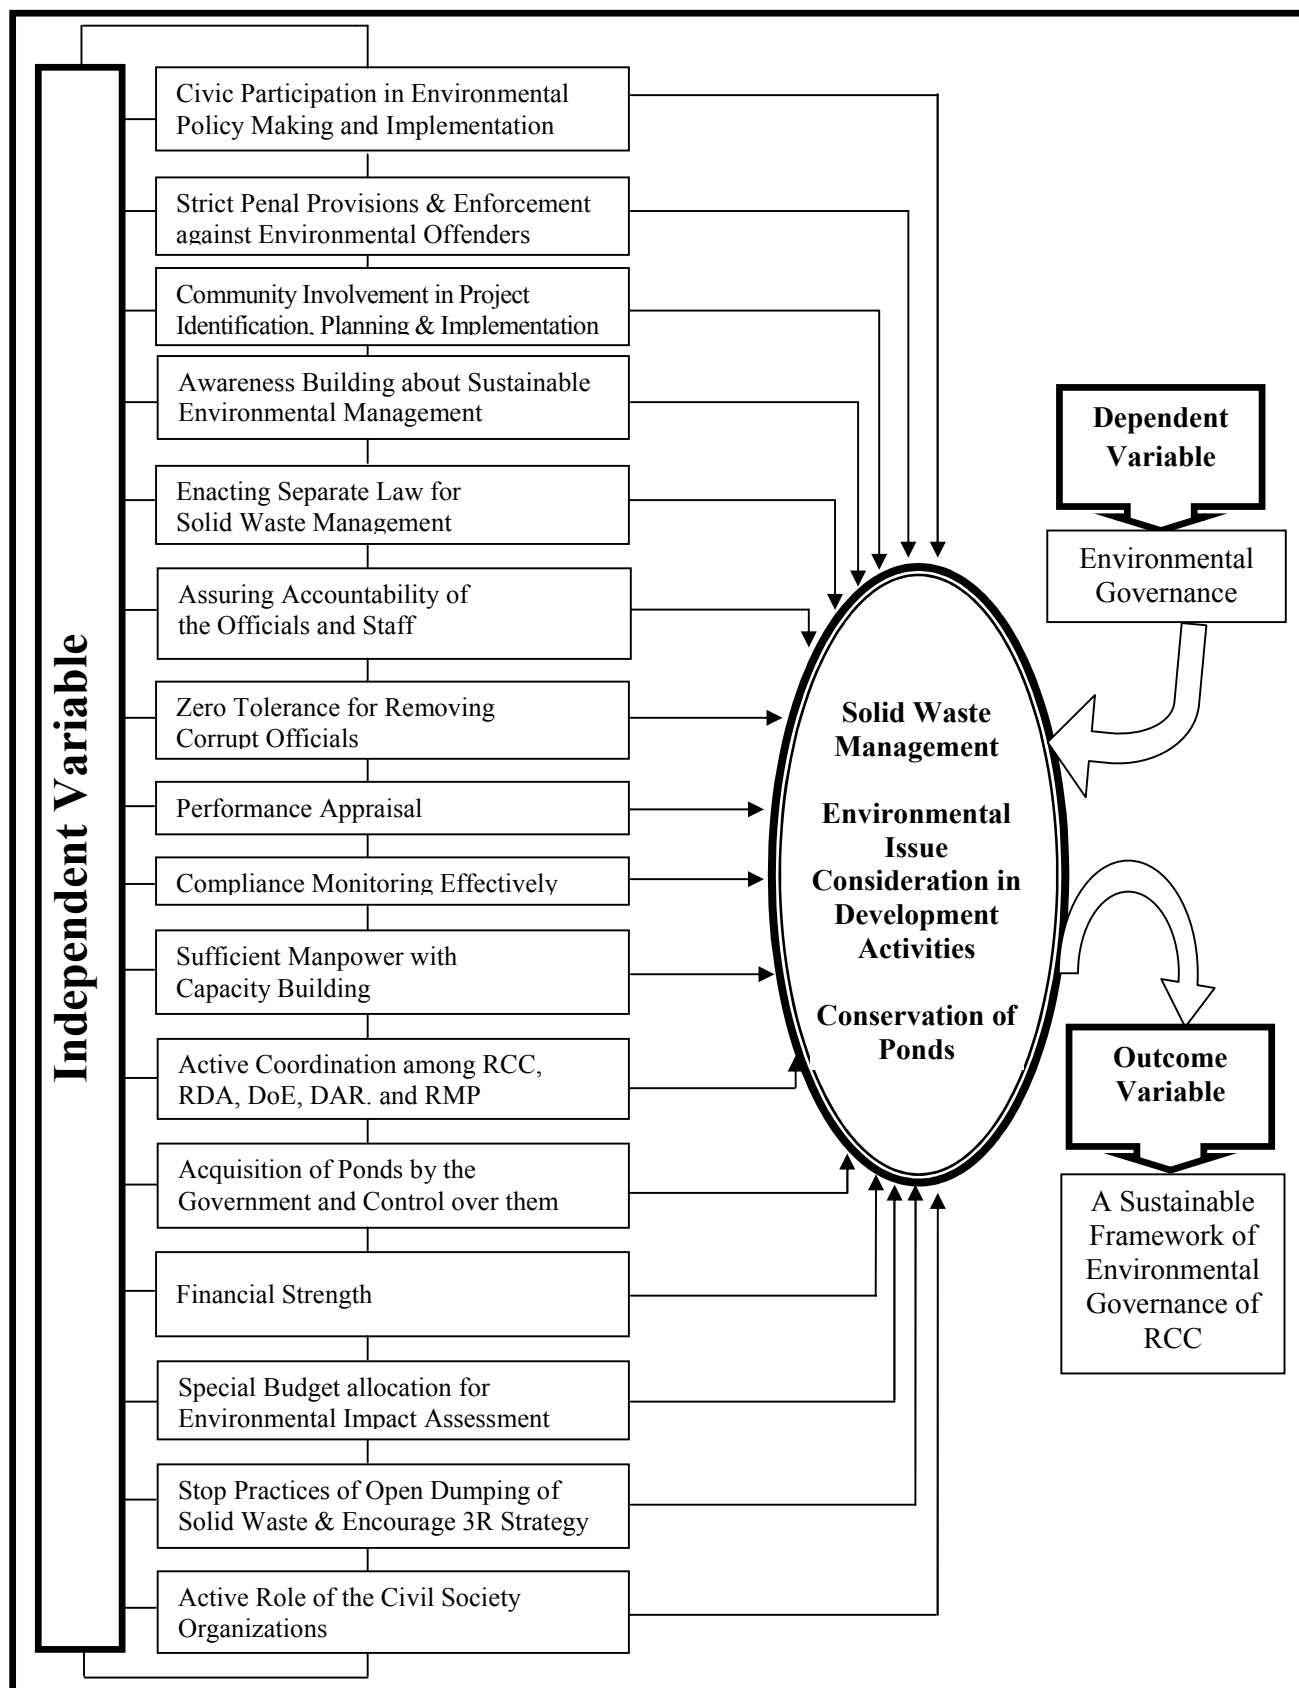 Independent Variable
Civic Participation in Environmental
Policy Making and Implementation
Strict Penal Provisions & Enforcement
against Environmental Offenders
Community Involvement in Project
Identification, Planning & Implementation
Awareness Building about Sustainable
Environmental Management
Enacting Separate Law for
Solid Waste Management
Assuring Accountability of
the Officials and Staff
Zero Tolerance for Removing
Corrupt Officials
Performance Appraisal
Compliance Monitoring Effectively
Sufficient Manpower with
Capacity Building
Active Coordination among RCC,
RDA, DoE, DAR. and RMP
Acquisition of Ponds by the
Government and Control over them
Financial Strength
Special Budget allocation for
Environmental Impact Assessment
Stop Practices of Open Dumping of
Solid Waste & Encourage 3R Strategy
Active Role of the Civil Society
Organizations
Solid Waste
Management
Environmental
Issue
Consideration in
Development
Activities
Conservation of
Ponds
Dependent
Variable
Environmental
Governance
Outcome
Variable
A Sustainable
Framework of
Environmental
Governance of
RCC